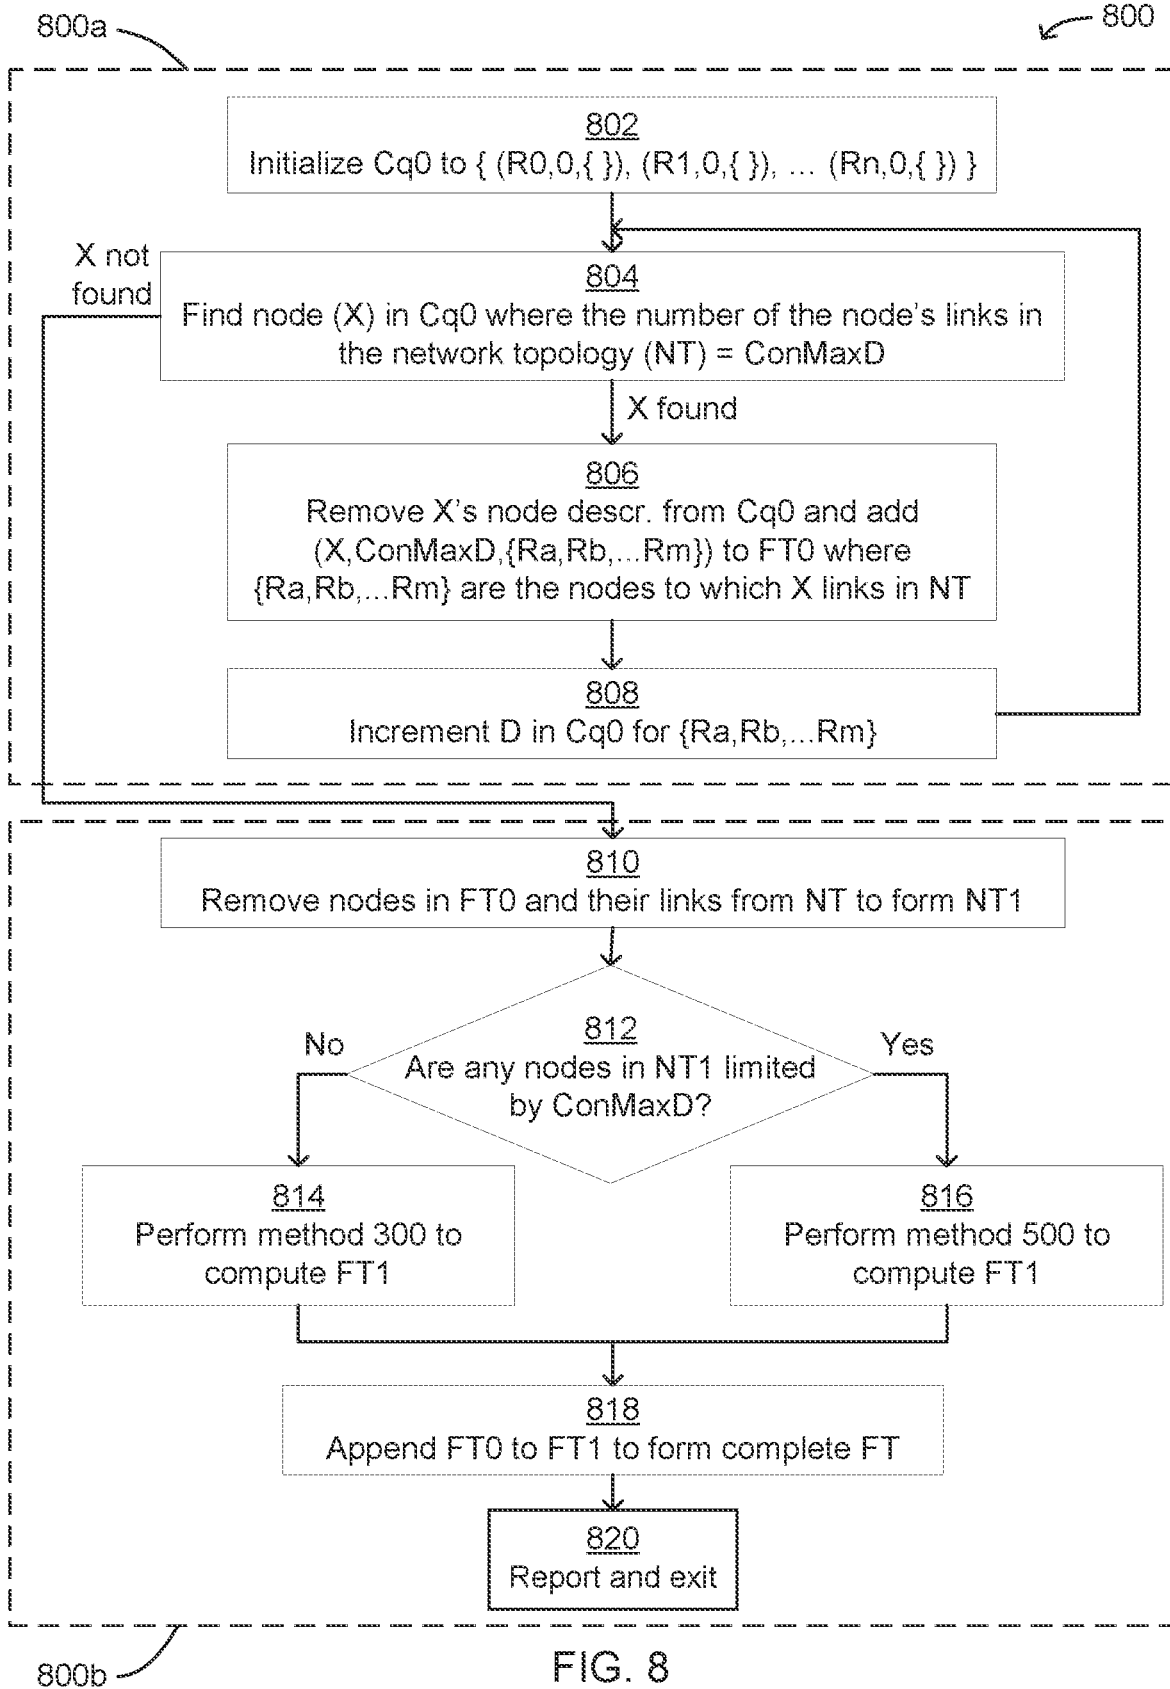 800a
800
802
Initialize Cq0 to { (R0,0,{ }), (R1,0,{ }), ... (Rn,0,{ }) }
X not
found
804
Find node (X) in Cq0 where the number of the node's links in
the network topology (NT) = ConMaxD
X found
806
Remove X's node descr. from Cq0 and add
(X,ConMaxD,{Ra,Rb,...Rm}) to FT0 where
{Ra,Rb,...Rm} are the nodes to which X links in NT
808
Increment D in Cq0 for {Ra,Rb,...Rm}
810
Remove nodes in FT0 and their links from NT to form NT1
812
Are any nodes in NT1 limited
by ConMaxD?
No
Yes
814
Perform method 300 to
compute FT1
816
Perform method 500 to
compute FT1
818
Append FT0 to FT1 to form complete FT
820
Report and exit
800b
FIG. 8